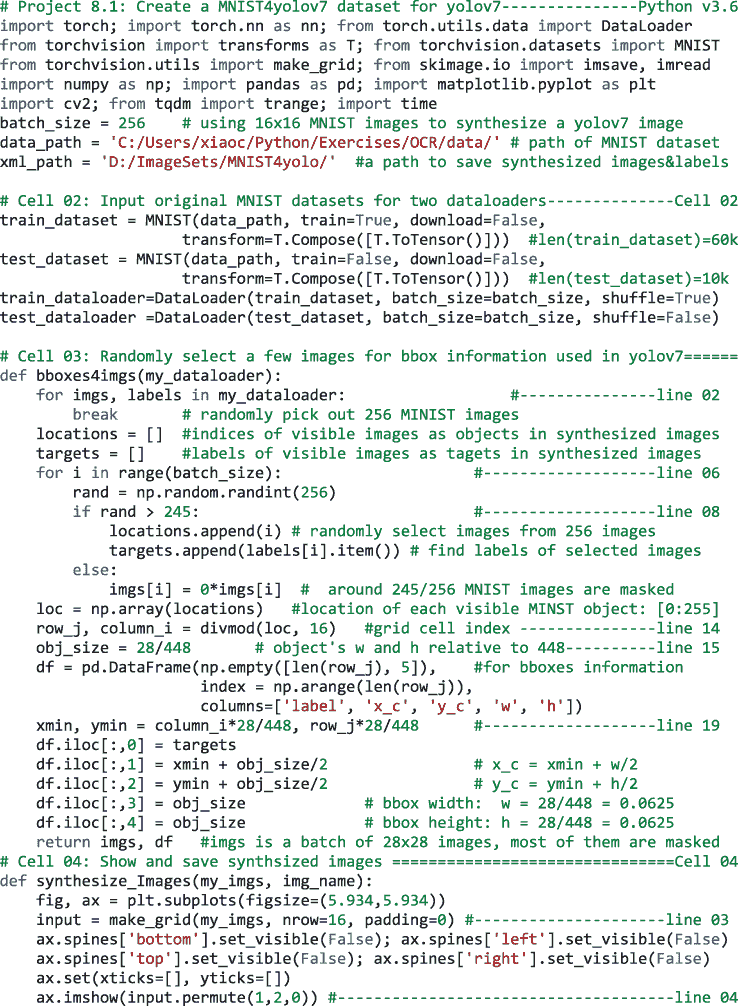 # Project 8.1: Create a MNIST4yolov7 dataset for yolov7---------------Python v3.6
import torch; import torch.nn as nn; from torch.utils.data import DataLoader
from torchvision import transforms as T; from torchvision.datasets import MNIST
from torchvision.utils import make_grid; from skimage.io import imsave, imread
import numpy as np; import pandas as pd; import matplotlib.pyplot as plt
import cv2; from tqdm import trange; import time
batch_size = 256    # using 16x16 MNIST images to synthesize a yolov7 image
data_path = 'C:/Users/xiaoc/Python/Exercises/OCR/data/' # path of MNIST dataset
xml_path = 'D:/ImageSets/MNIST4yolo/'  #a path to save synthesized images&labels

# Cell 02: Input original MNIST datasets for two dataloaders--------------Cell 02
train_dataset = MNIST(data_path, train=True, download=False,
                    transform=T.Compose([T.ToTensor()]))  #len(train_dataset)=60k
test_dataset = MNIST(data_path, train=False, download=False,
                    transform=T.Compose([T.ToTensor()]))  #len(test_dataset)=10k
train_dataloader=DataLoader(train_dataset, batch_size=batch_size, shuffle=True)
test_dataloader =DataLoader(test_dataset, batch_size=batch_size, shuffle=False)

# Cell 03: Randomly select a few images for bbox information used in yolov7======
def bboxes4imgs(my_dataloader):
    for imgs, labels in my_dataloader:                  #---------------line 02
        break       # randomly pick out 256 MINIST images
    locations = []  #indices of visible images as objects in synthesized images
    targets = []    #labels of visible images as tagets in synthesized images
    for i in range(batch_size):                     #-------------------line 06
        rand = np.random.randint(256)
        if rand > 245:                              #-------------------line 08
            locations.append(i) # randomly select images from 256 images
            targets.append(labels[i].item()) # find labels of selected images
        else:
            imgs[i] = 0*imgs[i]  #  around 245/256 MNIST images are masked
    loc = np.array(locations)   #location of each visible MINST object: [0:255]
    row_j, column_i = divmod(loc, 16)   #grid cell index ---------------line 14
    obj_size = 28/448       # object's w and h relative to 448----------line 15
    df = pd.DataFrame(np.empty([len(row_j), 5]),    #for bboxes information
                      index = np.arange(len(row_j)),
                      columns=['label', 'x_c', 'y_c', 'w', 'h'])
    xmin, ymin = column_i*28/448, row_j*28/448      #-------------------line 19
    df.iloc[:,0] = targets
    df.iloc[:,1] = xmin + obj_size/2                # x_c = xmin + w/2
    df.iloc[:,2] = ymin + obj_size/2                # y_c = ymin + h/2
    df.iloc[:,3] = obj_size             # bbox width:  w = 28/448 = 0.0625
    df.iloc[:,4] = obj_size             # bbox height: h = 28/448 = 0.0625
    return imgs, df   #imgs is a batch of 28x28 images, most of them are masked
# Cell 04: Show and save synthsized images ===============================Cell 04
def synthesize_Images(my_imgs, img_name):
    fig, ax = plt.subplots(figsize=(5.934,5.934))
    input = make_grid(my_imgs, nrow=16, padding=0) #---------------------line 03
    ax.spines['bottom'].set_visible(False); ax.spines['left'].set_visible(False)
    ax.spines['top'].set_visible(False); ax.spines['right'].set_visible(False)
    ax.set(xticks=[], yticks=[])
    ax.imshow(input.permute(1,2,0)) #-----------------------------------line 04